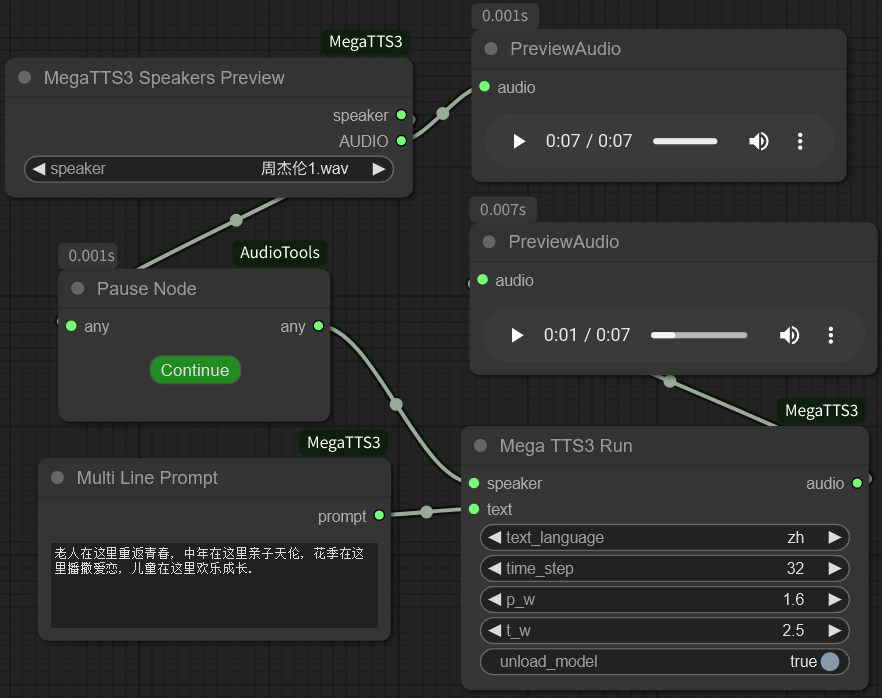 MegaTTS3
MegaTTS3 Speakers Preview
speaker
AUDIO
speaker 周杰伦1.wav
0.001s
PreviewAudio
audio
0:07 / 0:07
0.007s
PreviewAudio
audio
0:01 / 0:07
0.001s
AudioTools
Pause Node
any any
Continue
MegaTTS3
Multi Line Prompt
prompt
老人在这里重返青春, 中年在这里亲子天伦, 花季在这
里播撒爱恋, 儿童在这里欢乐成长.
MegaTTS3
Mega TTS3 Run
speaker audio
text
text_language zh
time_step 32
p_w 1.6
t_w 2.5
unload_model true